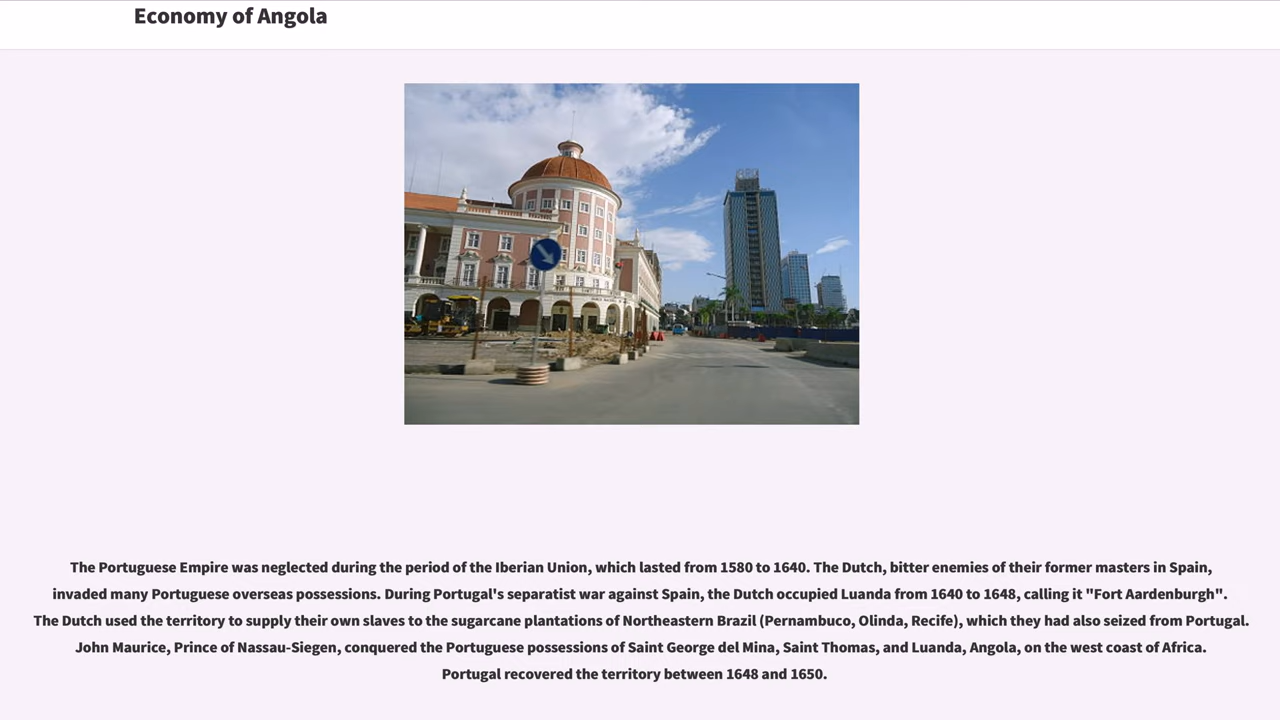 Economy of Angola
The Portuguese Empire was neglected during the period of the Iberian Union, which lasted from 1580 to 1640. The Dutch, bitter enemies of their former masters in Spain,
invaded many Portuguese overseas possessions. During Portugal's separatist war against Spain, the Dutch occupied Luanda from 1640 to 1648, calling it "Fort Aardenburgh".
The Dutch used the territory to supply their own slaves to the sugarcane plantations of Northeastern Brazil (Pernambuco, Olinda, Recife), which they had also seized from Portugal.
John Maurice, Prince of Nassau-Siegen, conquered the Portuguese possessions of Saint George del Mina, Saint Thomas, and Luanda, Angola, on the west coast of Africa.
Portugal recovered the territory between 1648 and 1650.